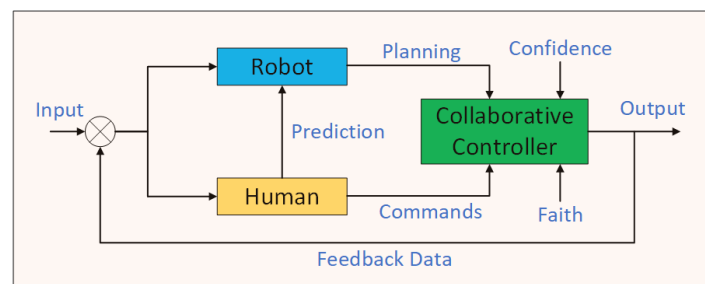 Robot
Planning
Confidence
Input
Prediction
Collaborative
Controller
Output
Human
Commands
Faith
Feedback Data